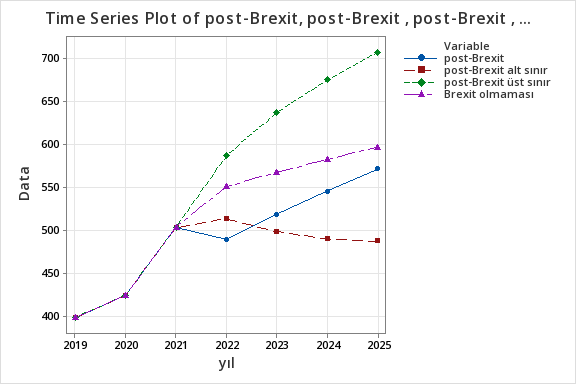 Time Series Plot of post-Brexit, post-Brexit , post-Brexit , ...
Variable
post-Brexit
post-Brexit alt sınır
post-Brexit üst sınır
Brexit olmaması
Data
700
650
600
550
500
450
400
2019 2020 2021 2022 2023 2024 2025
yıl